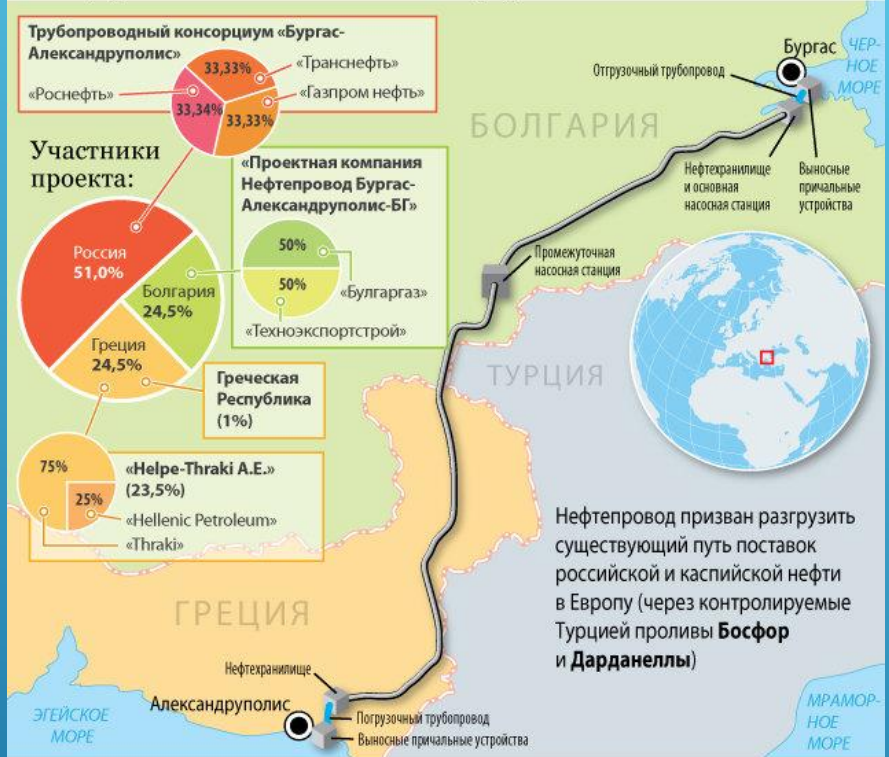 Трубопроводный консорциум «Бургас-
Александруполис»
33,33%
«Транснефть»
«Роснефть»
33,34%
33,33%
«Газпром нефть»
Участники
проекта:
«Проектная компания
Нефтепровод Бургас-
Александруполис-БГ»
50%
50%
«Булгаргаз»
«Техноэкспортстрой»
Россия
51,0%
Болгария
24,5%
Греция
24,5%
Греческая
Республика
(1%)
75%
25%
«Helpe-Thraki A.E.»
(23,5%)
«Hellenic Petroleum»
«Thraki»
БОЛГАРИЯ
Бургас
ЧЕР-
НОЕ
МОРЕ
Отгрузочный трубопровод
Нефтехранилище
и основная
насосная станция
Выносные
причальные
устройства
Промежуточная
насосная станция
ТУРЦИЯ
Нефтепровод призван разгрузить
существующий путь поставок
российской и каспийской нефти
в Европу (через контролируемые
Турцией проливы Босфор
и Дарданеллы)
ГРЕЦИЯ
Нефтехранилище
Александруполис
Погрузочный трубопровод
Выносные причальные устройства
ЭГЕЙСКОЕ
МОРЕ
МРАМОР-
НОЕ
МОРЕ